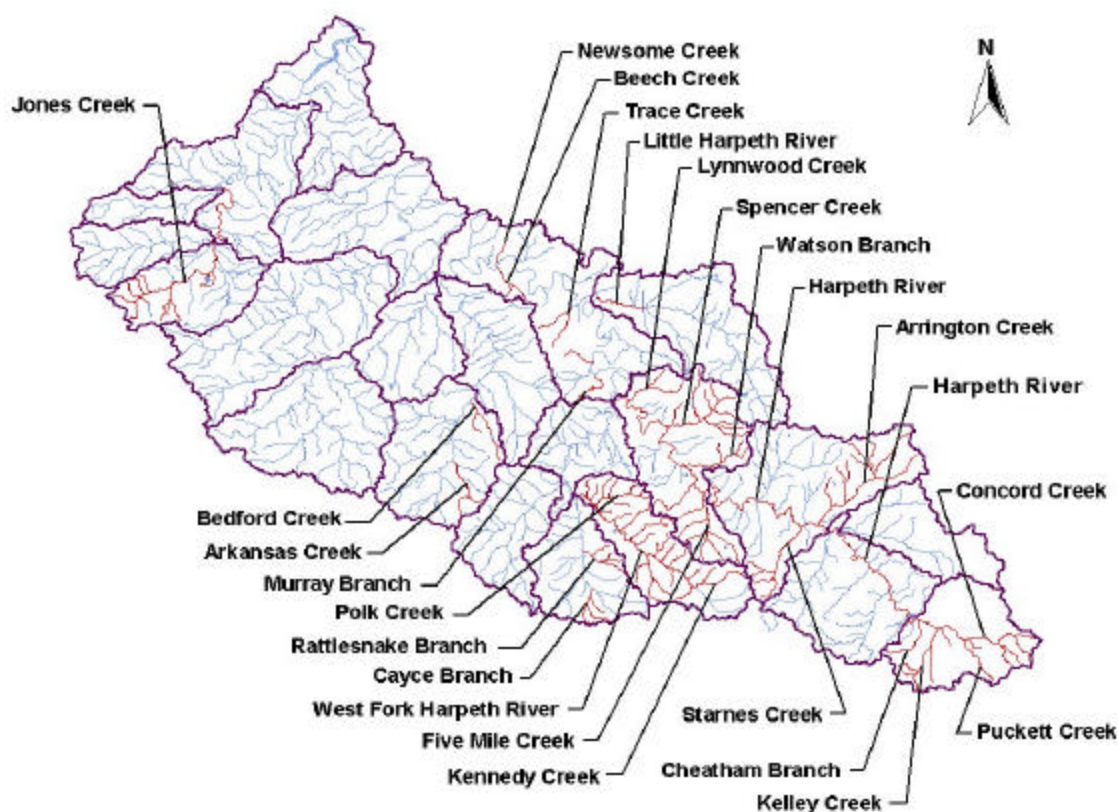 N
Newsome Creek
Beech Creek
Jones Creek
Trace Creek
Little Harpeth River
Lynnwood Creek
Spencer Creek
Watson Branch
Harpeth River
Arrington Creek
Harpeth River
Concord Creek
Bedford Creek
Arkansas Creek
Murray Branch
Polk Creek
Rattlesnake Branch
Cayce Branch
West Fork Harpeth River
Starnes Creek
Five Mile Creek
Puckett Creek
Kennedy Creek
Cheatham Branch
Kelley Creek